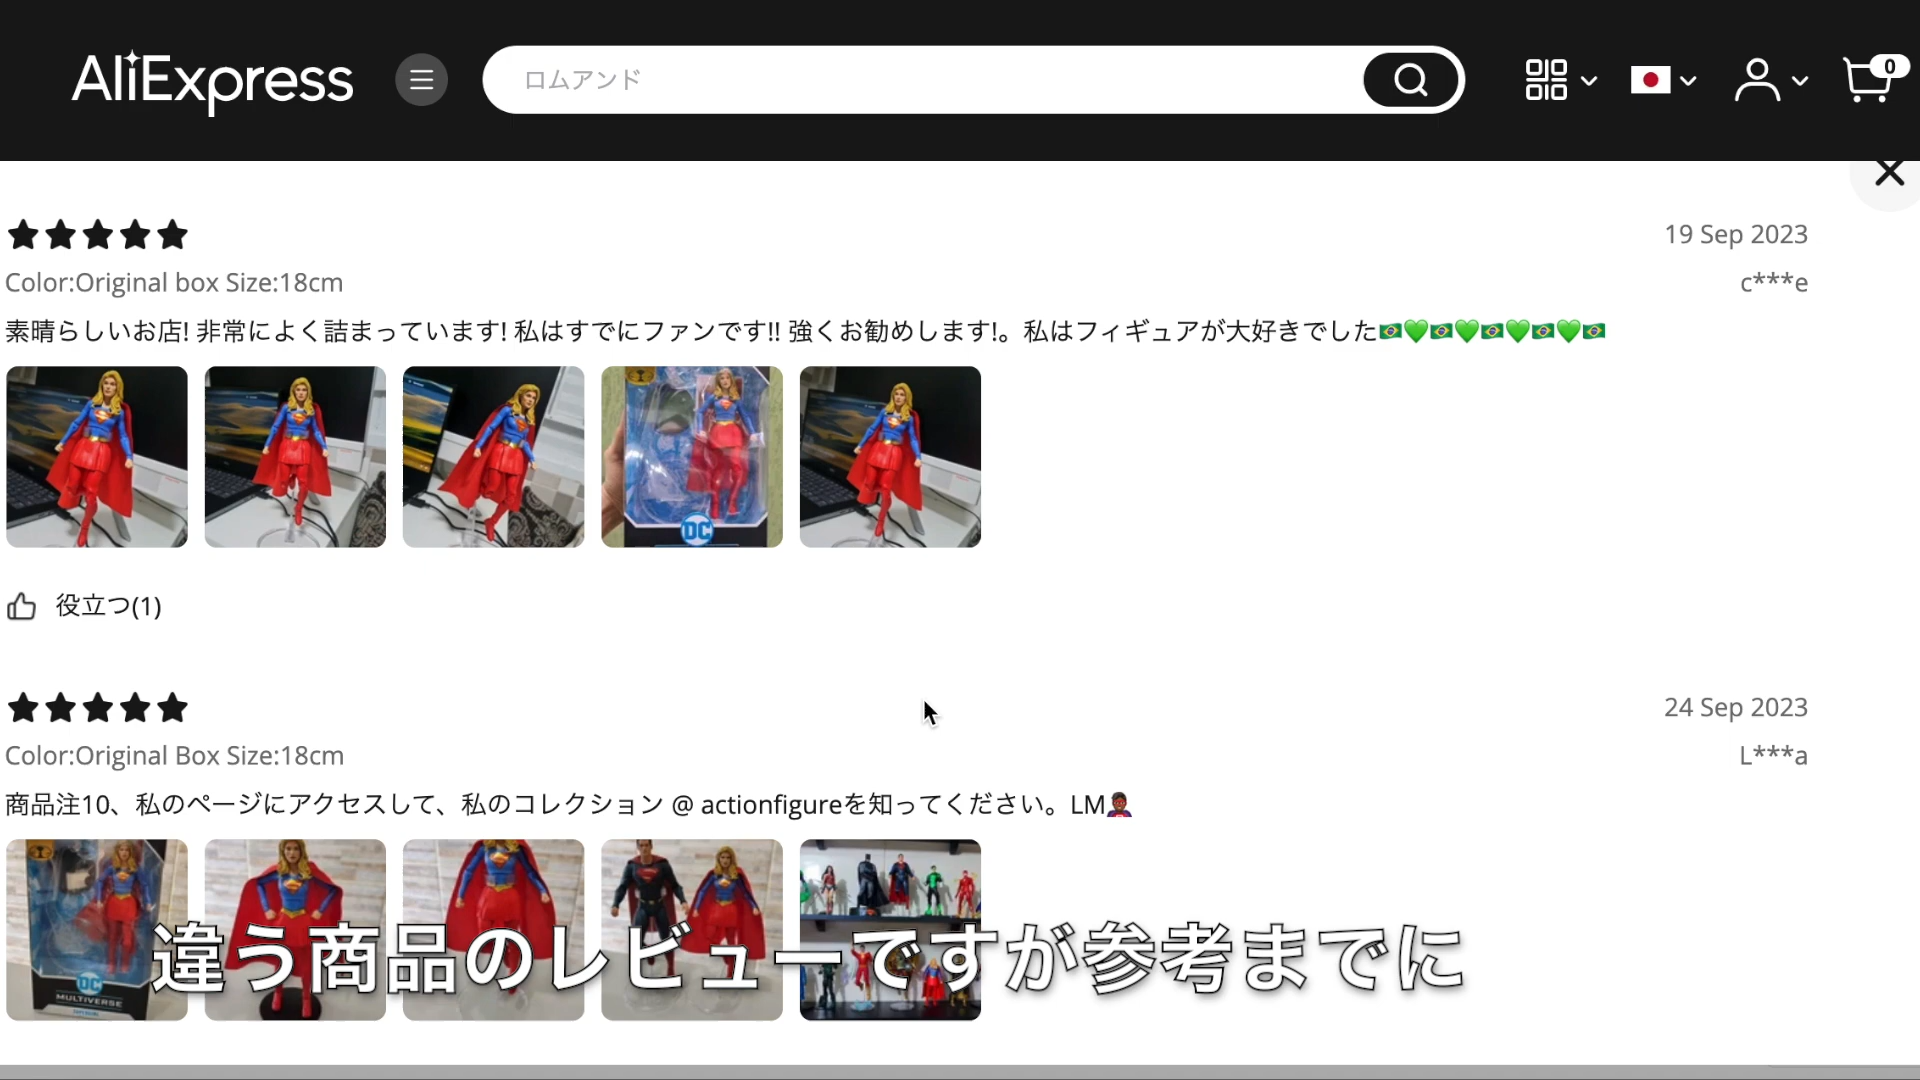 AliExpress
ロムアンド
0
19 Sep 2023
Color:Original box Size:18cm
c***e
素晴らしいお店! 非常によく詰まっています! 私はすでにファンです!! 強くお勧めします!。私はフィギュアが大好きでした🇧🇷💚🇧🇷💚🇧🇷💚🇧🇷💚🇧🇷
DC
役立つ(1)
24 Sep 2023
Color:Original Box Size:18cm
L***a
商品注10、私のページにアクセスして、私のコレクション @ actionfigureを知ってください。LM🦹🏿
DC
MULTIVERSE
違う商品のレビューですが参考までに